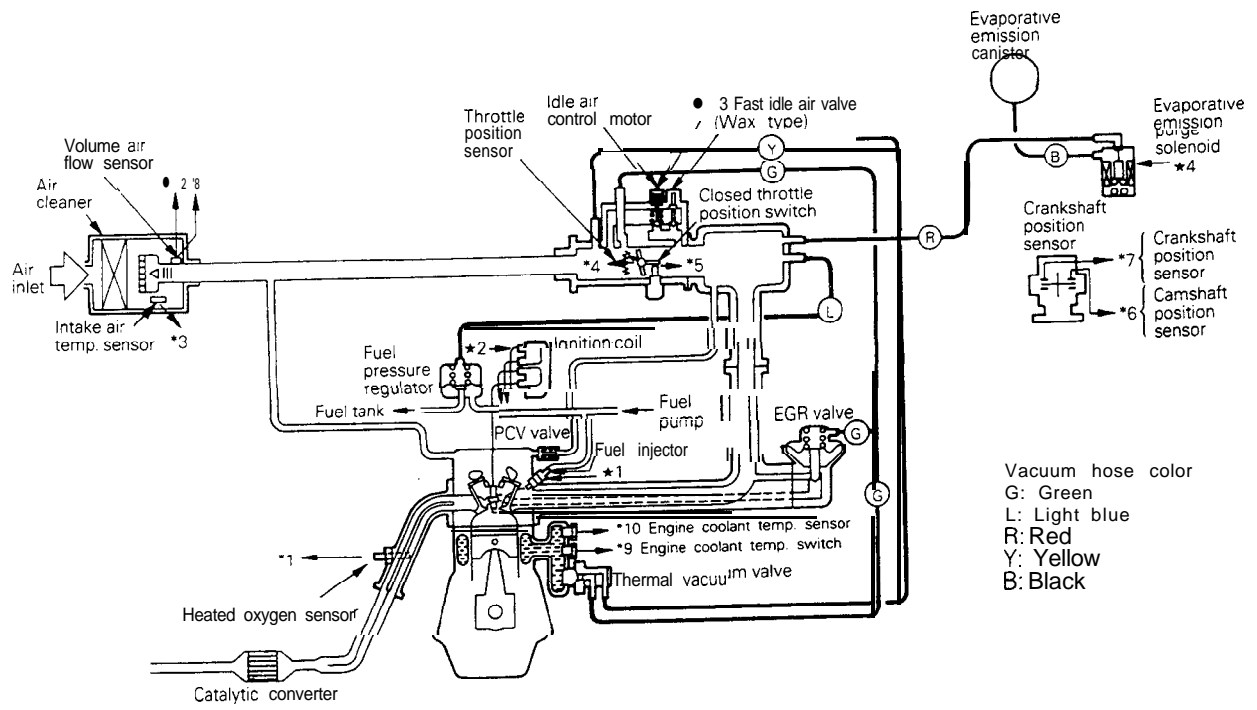 Evaporative
emission
canister
Idle air
control motor
● 3 Fast idle air valve
(Wax type)
Throttle
position
sensor
Evaporative
emission
purge
solenoid
★4
Volume air
flow sensor
● 2 '8
Air
cleaner
Y
G
B
Closed throttle
position switch
Crankshaft
position
sensor
R
*7
Crankshaft
position
sensor
*4
*5
Air
inlet
*6
Camshaft
position
sensor
L
Intake air
temp. sensor
*3
★2
Ignition coil
Fuel
pressure
regulator
Fuel tank
Fuel
pump
EGR valve
PCV valve
G
Fuel injector
★1
G
Vacuum hose color
G: Green
L: Light blue
R: Red
Y: Yellow
B: Black
*10 Engine coolant temp. sensor
*9 Engine coolant temp. switch
*1
Thermal vacuum valve
Heated oxygen sensor
Catalytic converter